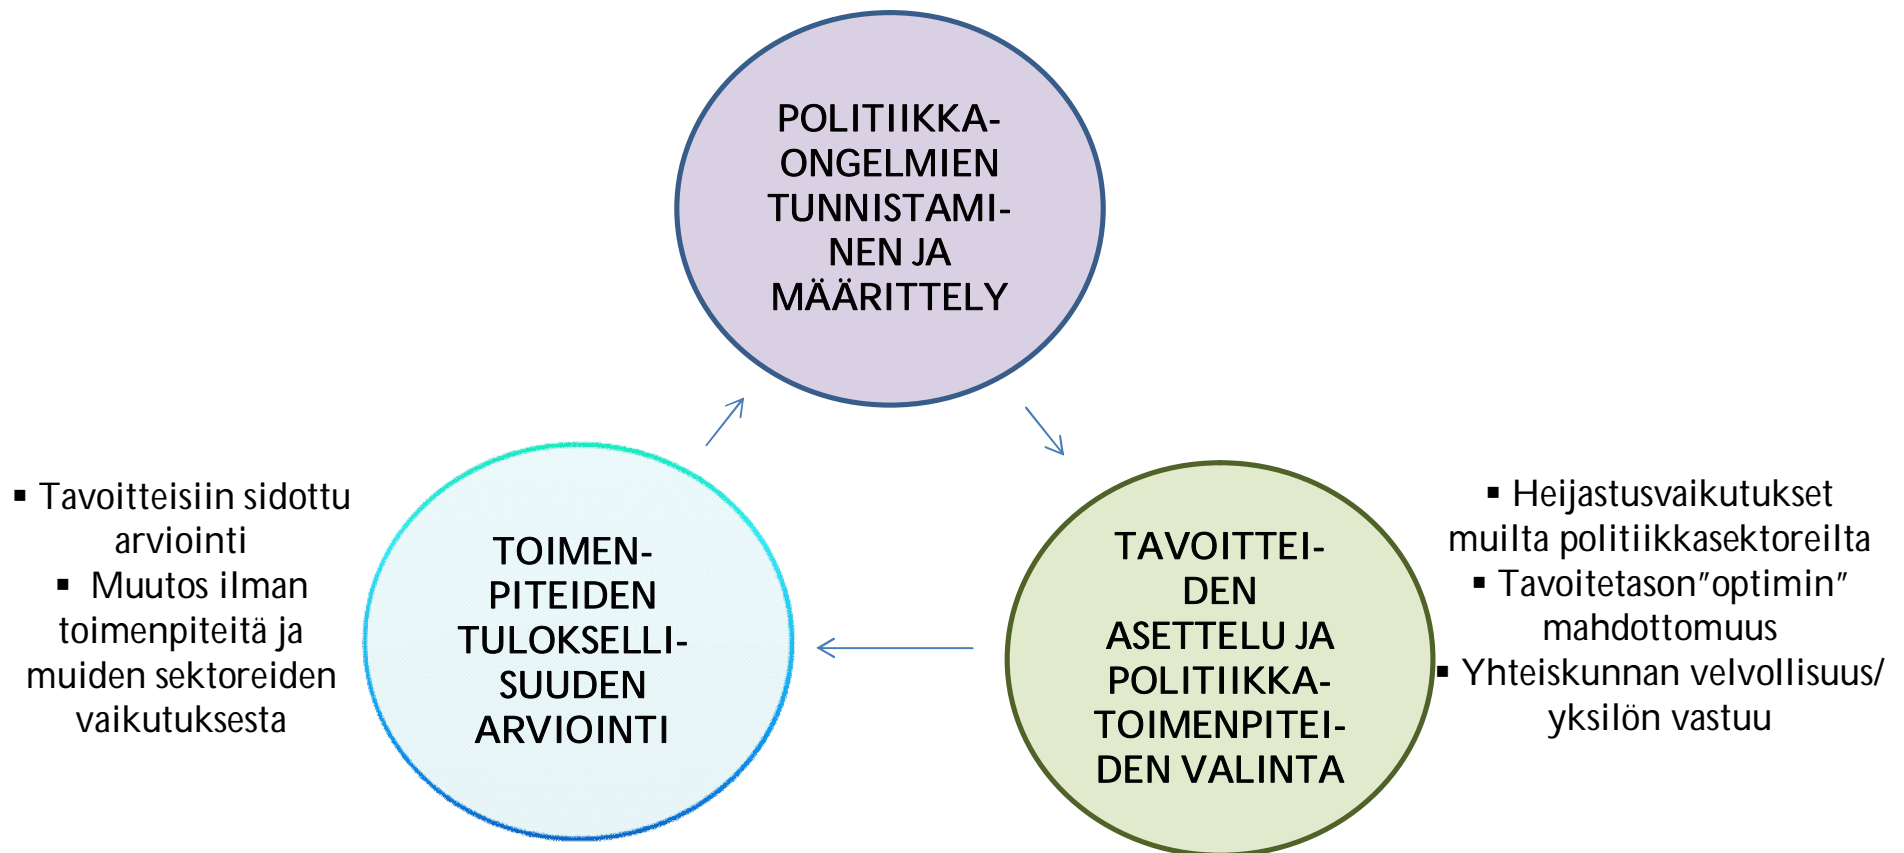 POLITIIKKA-
ONGELMIEN
TUNNISTAMI-
NEN JA
MÄÄRITTELY
▪ Tavoitteisiin sidottu
arviointi
▪ Muutos ilman
toimenpiteitä ja
muiden sektoreiden
vaikutuksesta
TOIMEN-
PITEIDEN
TULOKSELLI-
SUUDEN
ARVIOINTI
TAVOITTEI-
DEN
ASETTELU JA
POLITIIKKA-
TOIMENPITEI-
DEN VALINTA
▪ Heijastusvaikutukset
muilta politiikkasektoreilta
▪ Tavoitetason”optimin”
mahdottomuus
▪ Yhteiskunnan velvollisuus/
yksilön vastuu